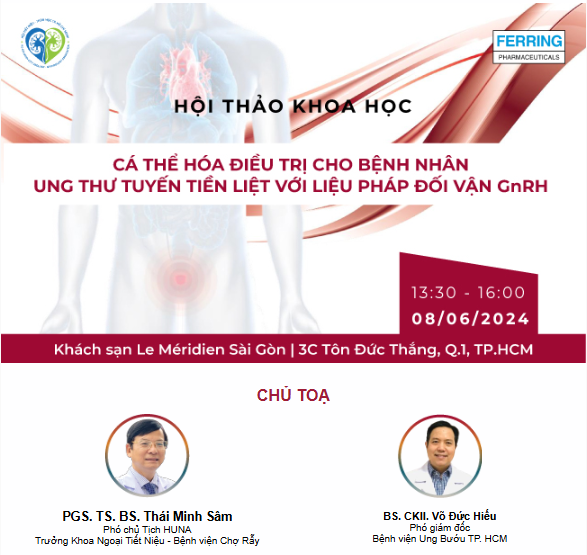 FERRING
PHARMACEUTICALS
HỘI THẢO KHOA HỌC
CÁ THỂ HÓA ĐIỀU TRỊ CHO BỆNH NHÂN
UNG THƯ TUYẾN TIỀN LIỆT VỚI LIỆU PHÁP ĐỐI VẬN GnRH
13:30 - 16:00
08/06/2024
Khách sạn Le Méridien Sài Gòn | 3C Tôn Đức Thắng, Q.1, TP.HCM
CHỦ TOẠ
PGS. TS. BS. Thái Minh Sâm
Phó chủ Tịch HUNA
Trưởng Khoa Ngoại Tiết Niệu - Bệnh viện Chợ Rẫy
BS. CKII. Võ Đức Hiếu
Phó giám đốc
Bệnh viện Ung Bướu TP. HCM